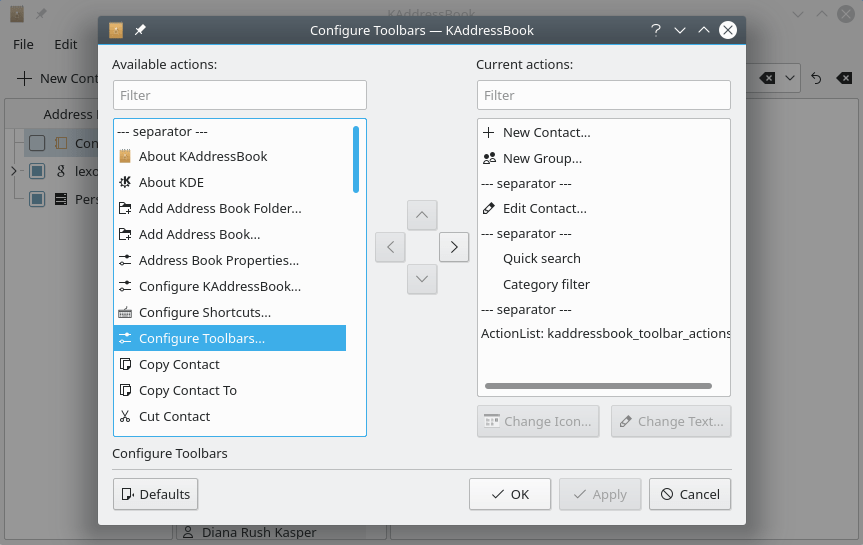 KAddressBook
File Edit
New Cont
Address
Con
lexc
Pers
Diana Rush Kasper
Configure Toolbars — KAddressBook
Available actions:
Filter
--- separator ---
About KAddressBook
About KDE
Add Address Book Folder...
Add Address Book...
Address Book Properties...
Configure KAddressBook...
Configure Shortcuts...
Configure Toolbars...
Copy Contact
Copy Contact To
Cut Contact
Current actions:
Filter
New Contact...
New Group...
--- separator ---
Edit Contact...
--- separator ---
Quick search
Category filter
--- separator ---
ActionList: kaddressbook_toolbar_actions
Change Icon...
Change Text...
Configure Toolbars
Defaults
OK
Apply
Cancel